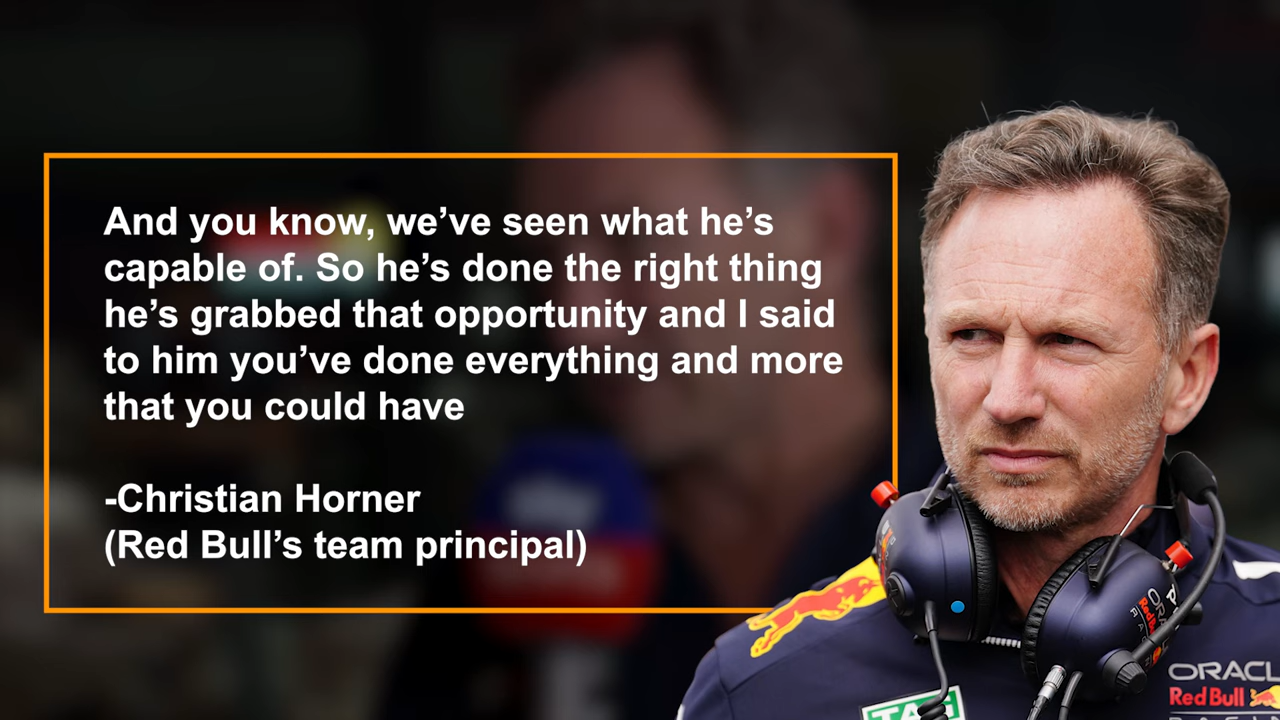 And you know, we’ve seen what he’s
capable of. So he’s done the right thing
he’s grabbed that opportunity and I said
to him you’ve done everything and more
that you could have
-Christian Horner
(Red Bull’s team principal)
ORACL
Red Bull
TAG